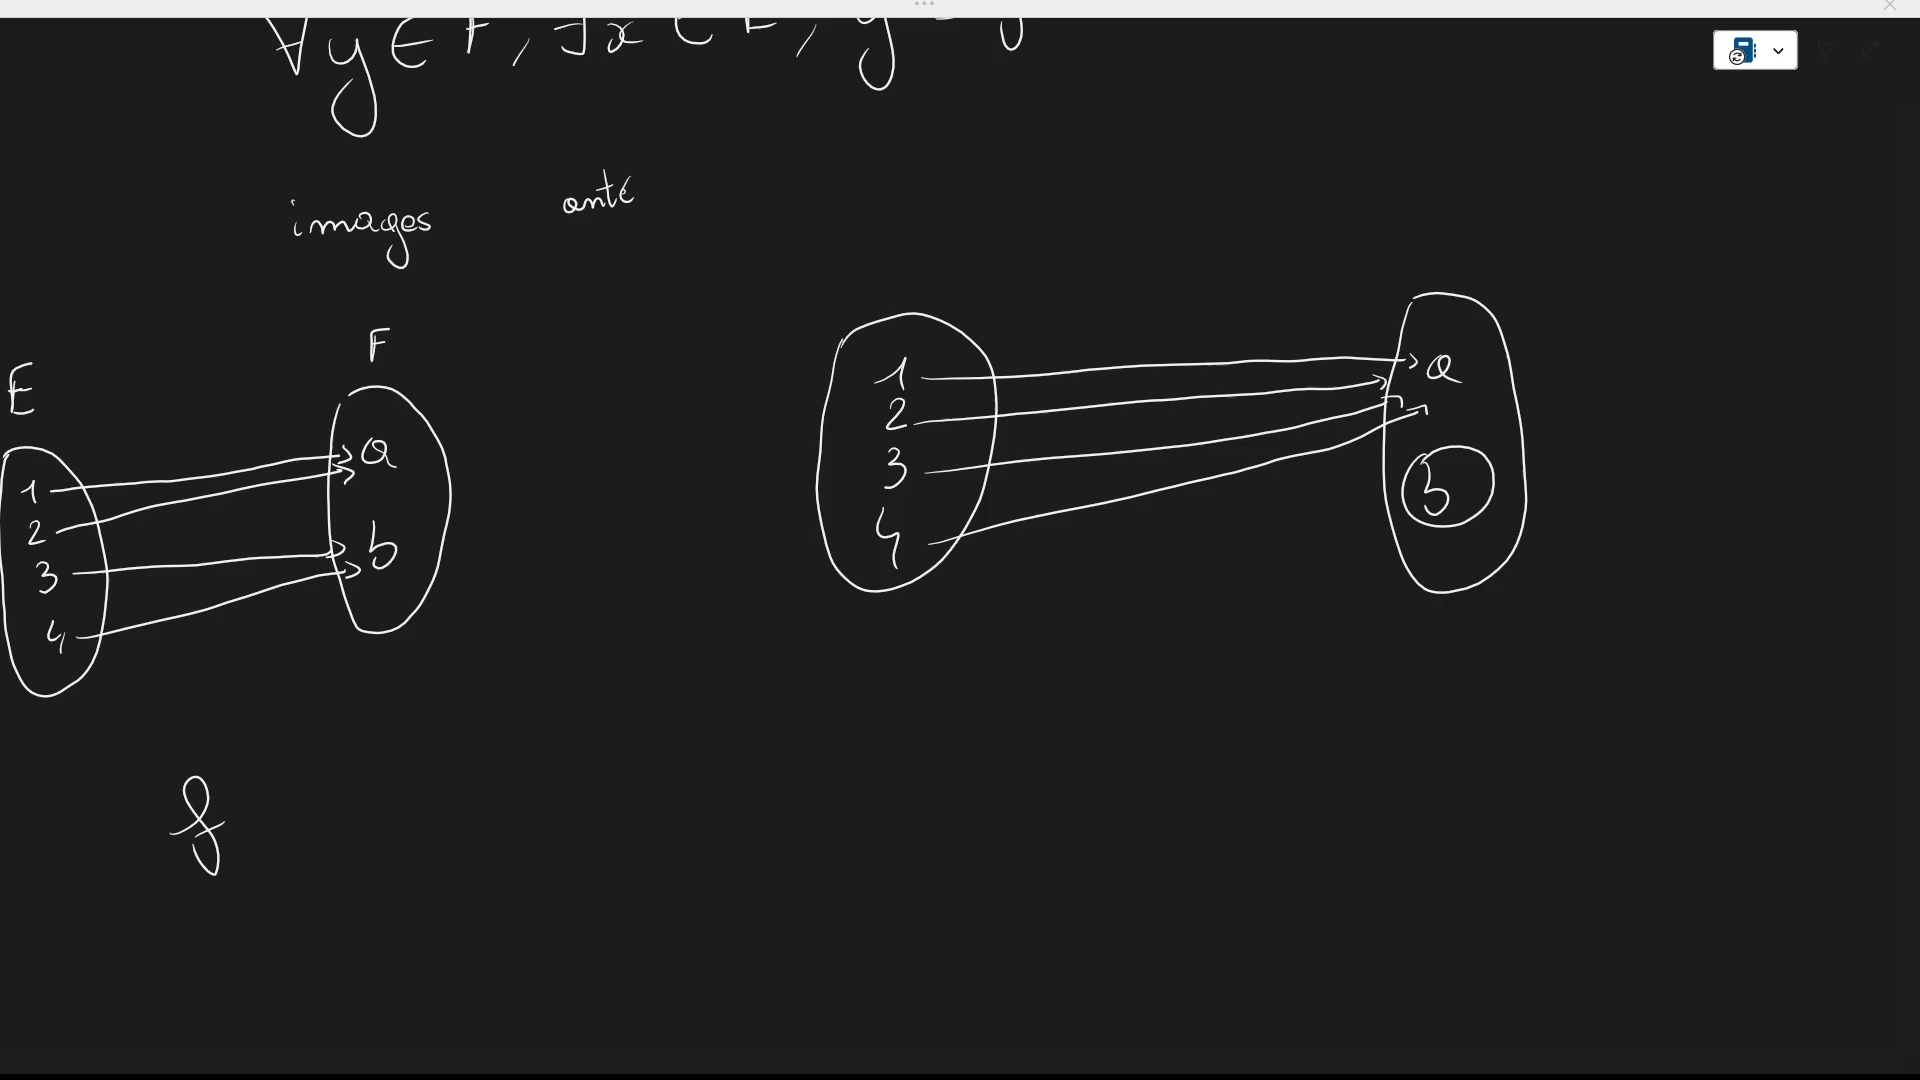 ∀y ∈ F, ∃x ∈ E, y =
images anté
E F
1 a
2
3 b
4
1 a
2
3 b
4
f